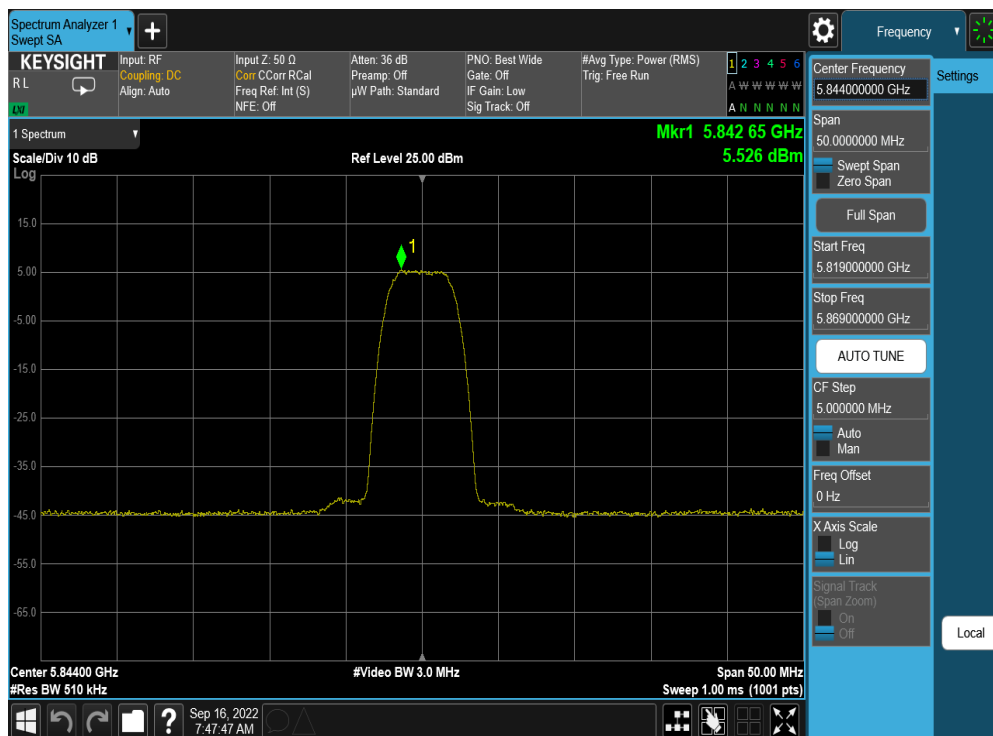 Spectrum Analyzer 1
Swept SA
Frequency
KEYSIGHT
R L
LXI
Input: RF
Coupling: DC
Align: Auto
Input Z: 50 Ω
Corr CCorr RCal
Freq Ref: Int (S)
NFE: Off
Atten: 36 dB
Preamp: Off
µW Path: Standard
PNO: Best Wide
Gate: Off
IF Gain: Low
Sig Track: Off
#Avg Type: Power (RMS)
Trig: Free Run
1 2 3 4 5 6
A W W W W W
A N N N N N
1 Spectrum
Scale/Div 10 dB
Log
Ref Level 25.00 dBm
Mkr1 5.842 65 GHz
5.526 dBm
1
15.0
5.00
-5.00
-15.0
-25.0
-35.0
-45.0
-55.0
-65.0
Center 5.84400 GHz
#Res BW 510 kHz
#Video BW 3.0 MHz
Span 50.00 MHz
Sweep 1.00 ms (1001 pts)
Center Frequency
5.844000000 GHz
Settings
Span
50.0000000 MHz
Swept Span
Zero Span
Full Span
Start Freq
5.819000000 GHz
Stop Freq
5.869000000 GHz
AUTO TUNE
CF Step
5.000000 MHz
Auto
Man
Freq Offset
0 Hz
X Axis Scale
Log
Lin
Signal Track
(Span Zoom)
On
Off
Local
?
Sep 16, 2022
7:47:47 AM